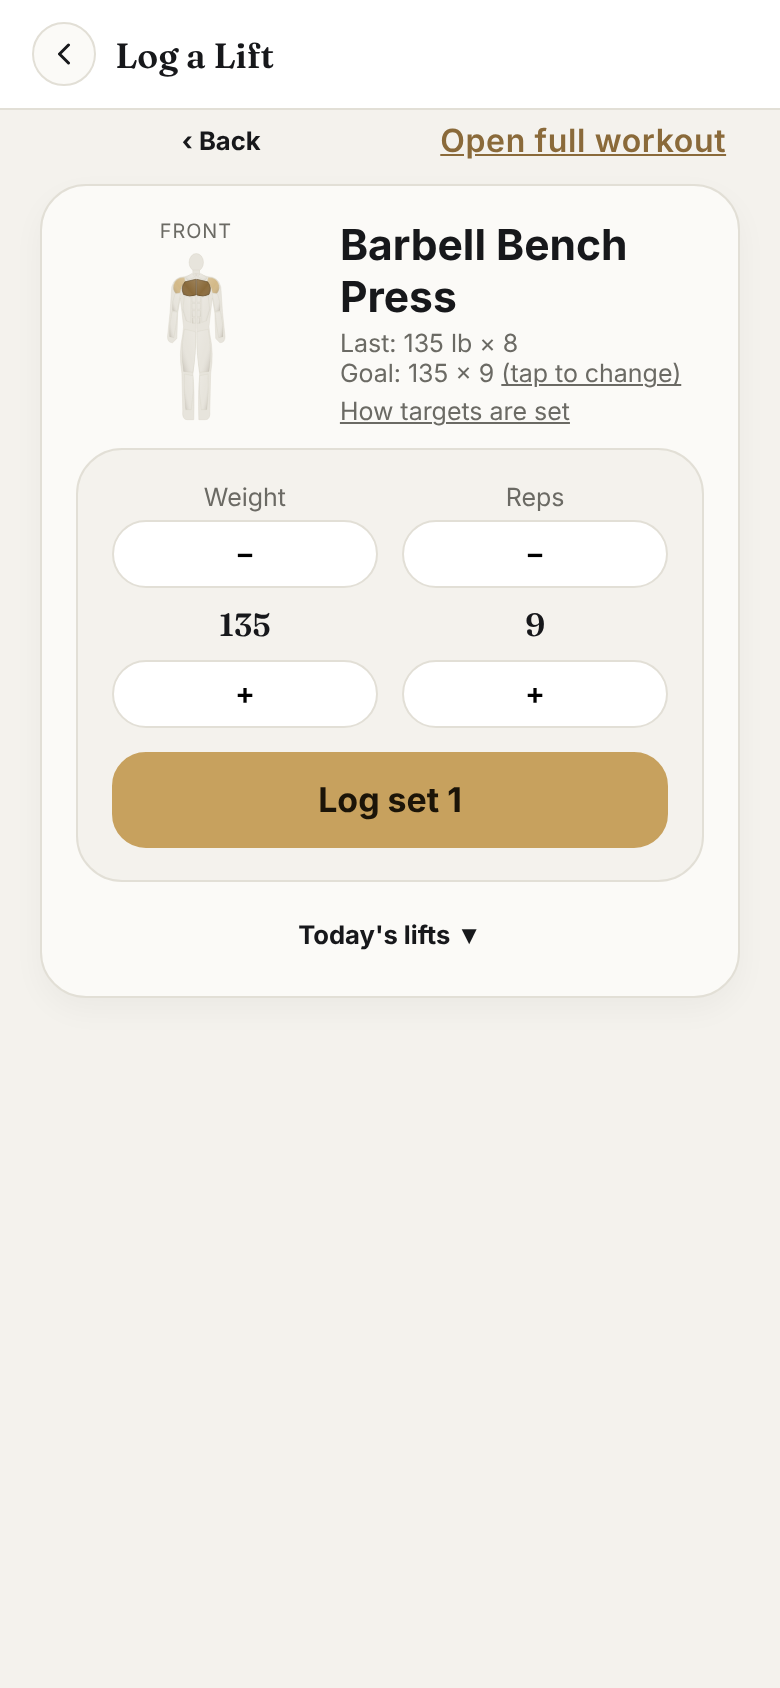 Log a Lift
‹ Back
Open full workout
FRONT
Barbell Bench
Press
Last: 135 lb × 8
Goal: 135 × 9 (tap to change)
How targets are set
Weight
Reps
–
–
135
9
+
+
Log set 1
Today's lifts ▼